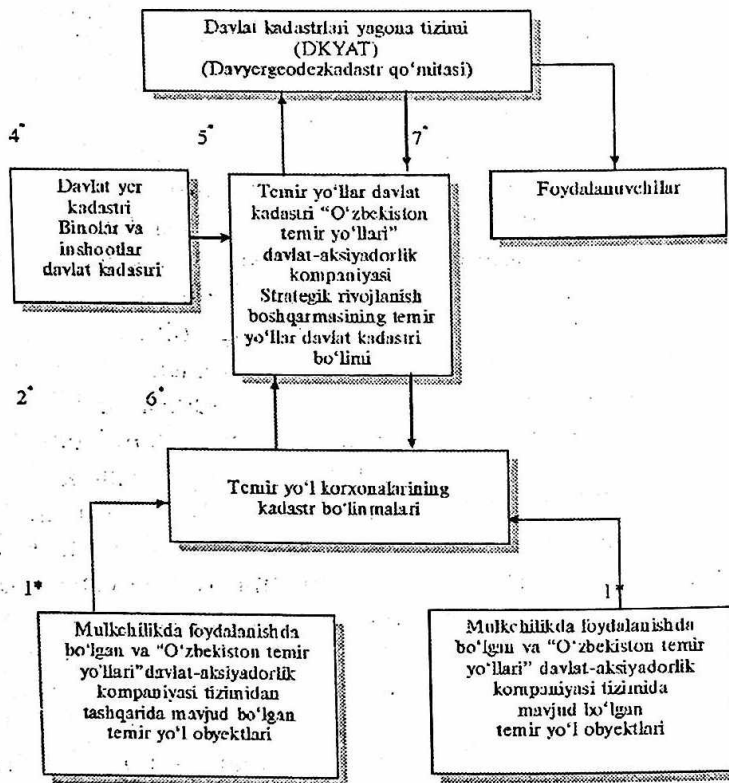 Davlat kadastrlari yagona tizimi
(DKYAT)
(Davyergeodezkadastr qo‘mitasi)
4*
5*
7*
Davlat yer
kadastri
Binolar va
inshootlar
davlat kadastri
Temir yo‘llar davlat
kadastri “O‘zbekiston
temir yo‘llari”
davlat-aksiyadorlik
kompaniyasi
Strategik rivojlanish
boshqarmasining temir
yo‘llar davlat kadastri
bo‘limi
Foydalanuvchilar
2*
6*
Temir yo‘l korxonalarining
kadastr bo‘linmalari
1*
1*
Mulkchilikda foydalanishda
bo‘lgan va “O‘zbekiston temir
yo‘llari”davlat-aksiyadorlik
kompaniyasi tizimidan
tashqarida mavjud bo‘lgan
temir yo‘l obyektlari
Mulkchilikda foydalanishda
bo‘lgan va “O‘zbekiston temir
yo‘llari” davlat-aksiyadorlik
kompaniyasi tizimida
mavjud bo‘lgan
temir yo‘l obyektlari